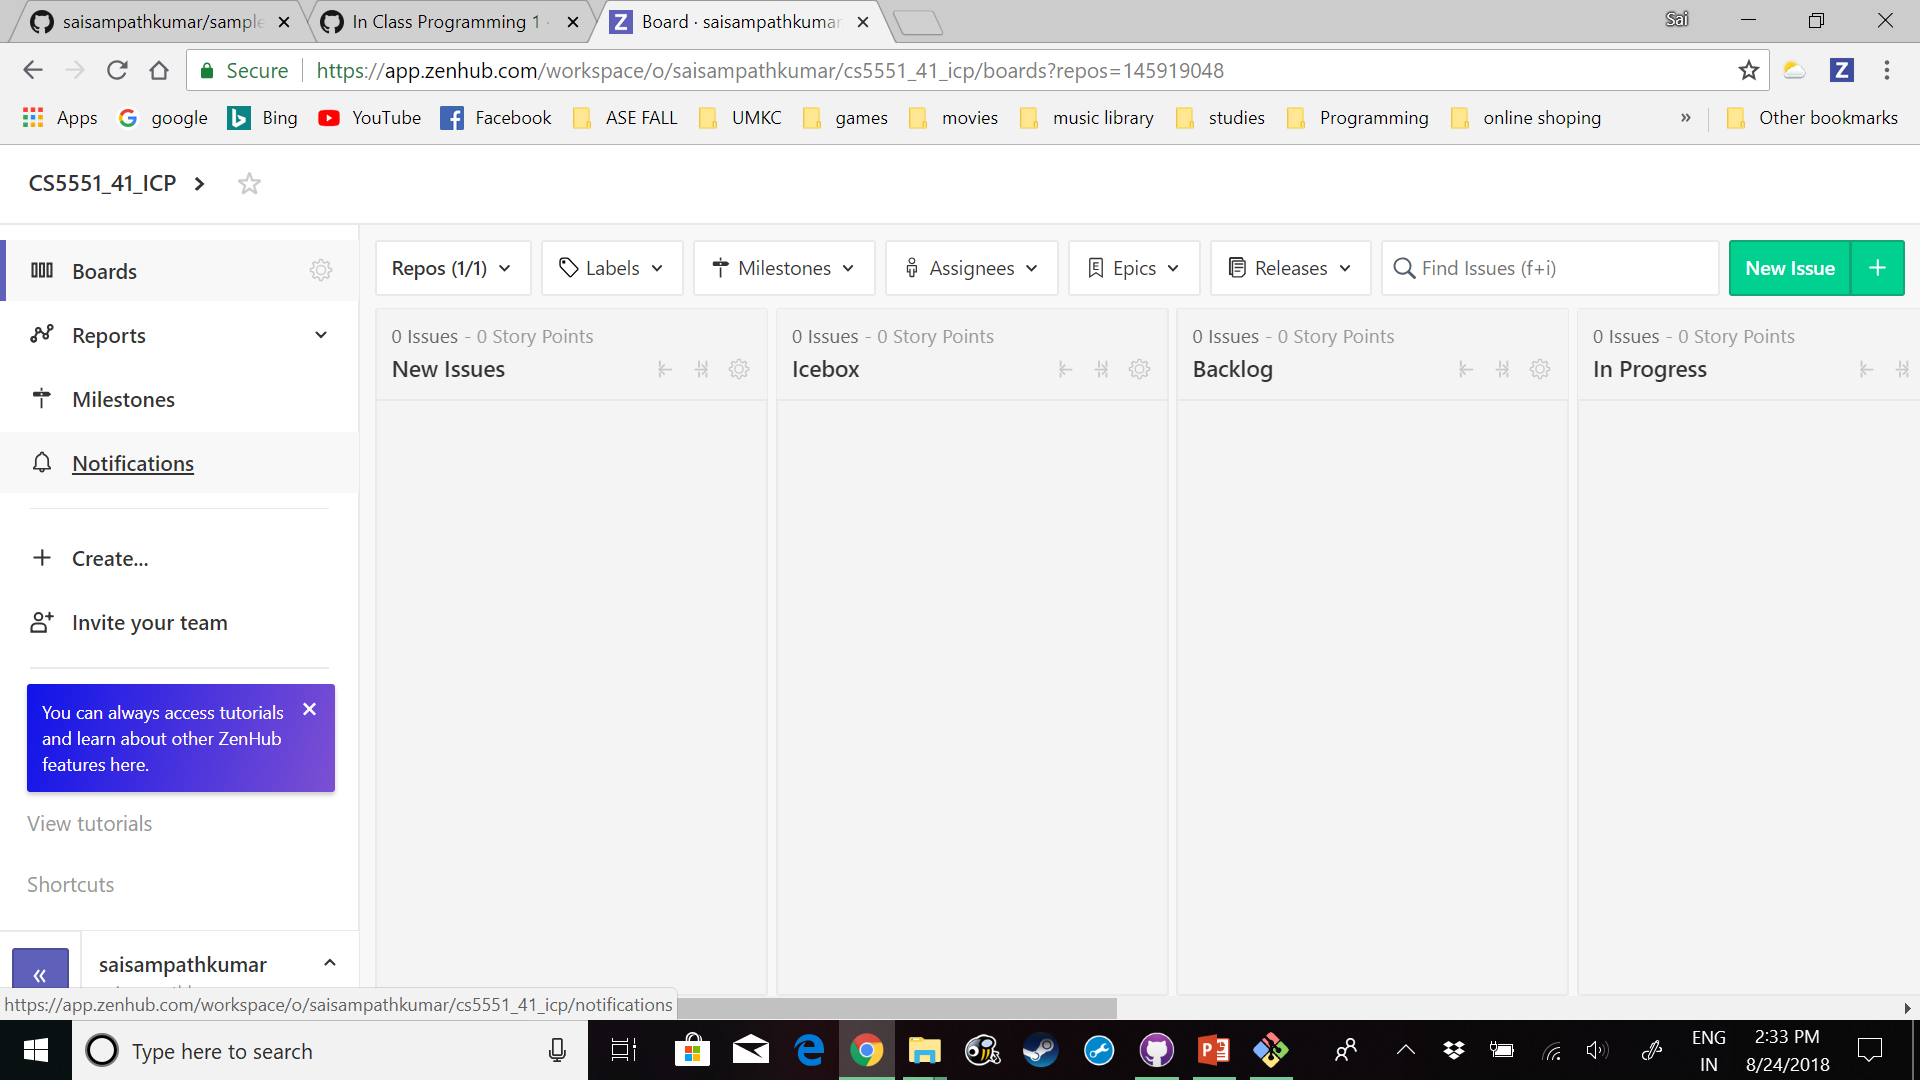 saisampathkumar/sample
In Class Programming 1 ·
Board · saisampathkumar
Sai
Secure
https://app.zenhub.com/workspace/o/saisampathkumar/cs5551_41_icp/boards?repos=145919048
Apps google Bing YouTube Facebook ASE FALL UMKC games movies music library studies Programming online shoping » Other bookmarks
CS5551_41_ICP
Boards
Reports
Milestones
Notifications
Create...
Invite your team
You can always access tutorials
and learn about other ZenHub
features here.
View tutorials
Shortcuts
«
saisampathkumar
Repos (1/1) Labels Milestones Assignees Epics Releases Find Issues (f+i) New Issue +
0 Issues - 0 Story Points
New Issues
0 Issues - 0 Story Points
Icebox
0 Issues - 0 Story Points
Backlog
0 Issues - 0 Story Points
In Progress
https://app.zenhub.com/workspace/o/saisampathkumar/cs5551_41_icp/notifications
Type here to search
ENG
IN
2:33 PM
8/24/2018